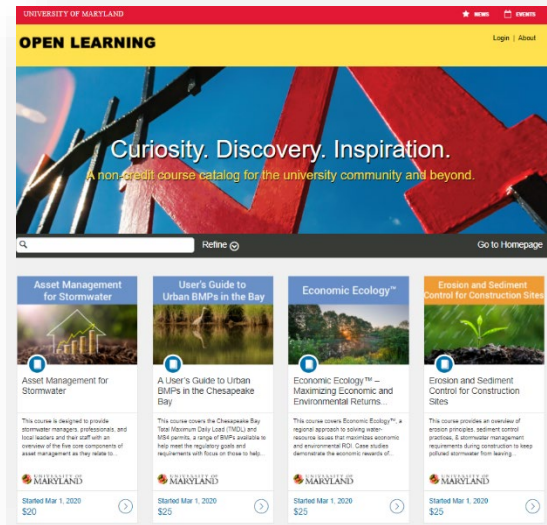 UNIVERSITY OF MARYLAND
NEWS
EVENTS
OPEN LEARNING
Login | About
Curiosity. Discovery. Inspiration.
A non-credit course catalog for the university community and beyond.
Refine
Go to Homepage
Asset Management
for Stormwater
Asset Management for
Stormwater
This course is designed to provide
stormwater managers, professionals, and
local leaders and their staff with an
overview of the five core components of
asset management as they relate to...
UNIVERSITY OF
MARYLAND
Started Mar 1, 2020
$20
User's Guide to
Urban BMPs in the Bay
A User's Guide to Urban
BMPs in the Chesapeake
Bay
This course covers the Chesapeake Bay
Total Maximum Daily Load (TMDL) and
MS4 permits, a range of BMPs available to
help meet the regulatory goals and
requirements with focus on those to help...
UNIVERSITY OF
MARYLAND
Started Mar 1, 2020
$25
Economic Ecology™
Economic Ecology™ –
Maximizing Economic and
Environmental Returns...
This course covers Economic Ecology™, a
regional approach to solving water-
resource issues that maximizes economic
and environmental ROI. Case studies
demonstrate the economic rewards of...
UNIVERSITY OF
MARYLAND
Started Mar 1, 2020
$25
Erosion and Sediment
Control for Construction Sites
Erosion and Sediment
Control for Construction
Sites
This course provides an overview of
erosion principles, sediment control
practices, & stormwater management
requirements during construction to keep
polluted stormwater from leaving...
UNIVERSITY OF
MARYLAND
Started Mar 1, 2020
$25